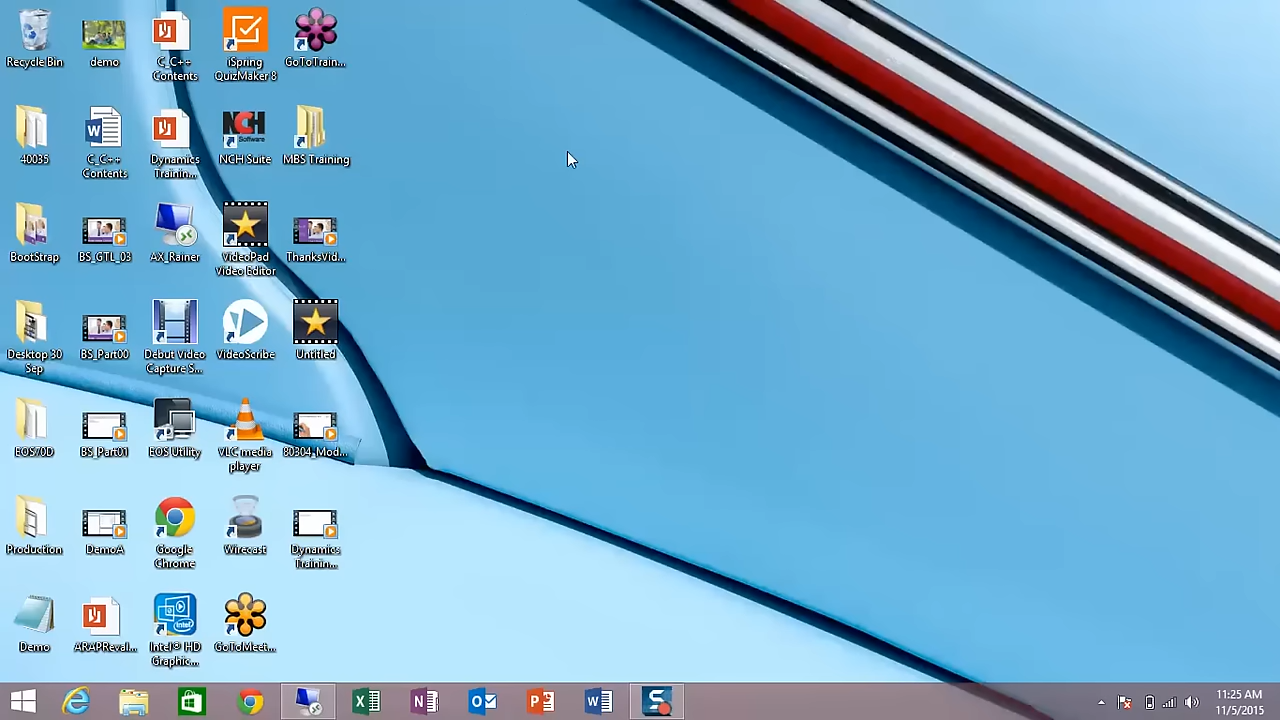 Recycle Bin
demo
C_C++
Contents
iSpring
QuizMaker 8
GoToTrain...
40035
C_C++
Contents
Dynamics
Trainin...
NCH
Software
NCH Suite
MBS Training
BootStrap
BS_GTL_03
AX_Rainer
VideoPad
Video Editor
ThanksVid...
Desktop 30
Sep
BS_Part00
Debut Video
Capture S...
VideoScribe
Untitled
EOS70D
BS_Part01
EOS Utility
VLC media
player
80304_Mod...
Production
DemoA
Google
Chrome
Wirecast
Dynamics
Trainin...
Demo
ARAPReval...
intel
Intel® HD
Graphic...
GoToMeet...
11:25 AM
11/5/2015